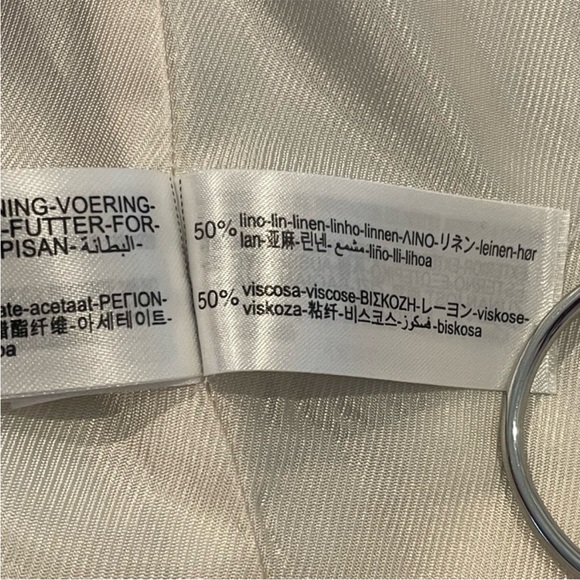 NING-VOERING-
-FUTTER-FOR-
PISAN-البطانة-
ate-acetaat-ΡΕΓΙΟΝ-
醋酯纤维-아세테이트-
oa
50% lino-lin-linen-linho-linnen-ΛΙΝΟ-リネン-leinen-hør
lan-亚麻-린넨-مشمع-liño-lli-lihoa
50% viscosa-viscose-ΒΙΣΚΟΖΗ-レーヨン-viskose-
viskoza-粘纤-비스코스-فسكوز-biskosa